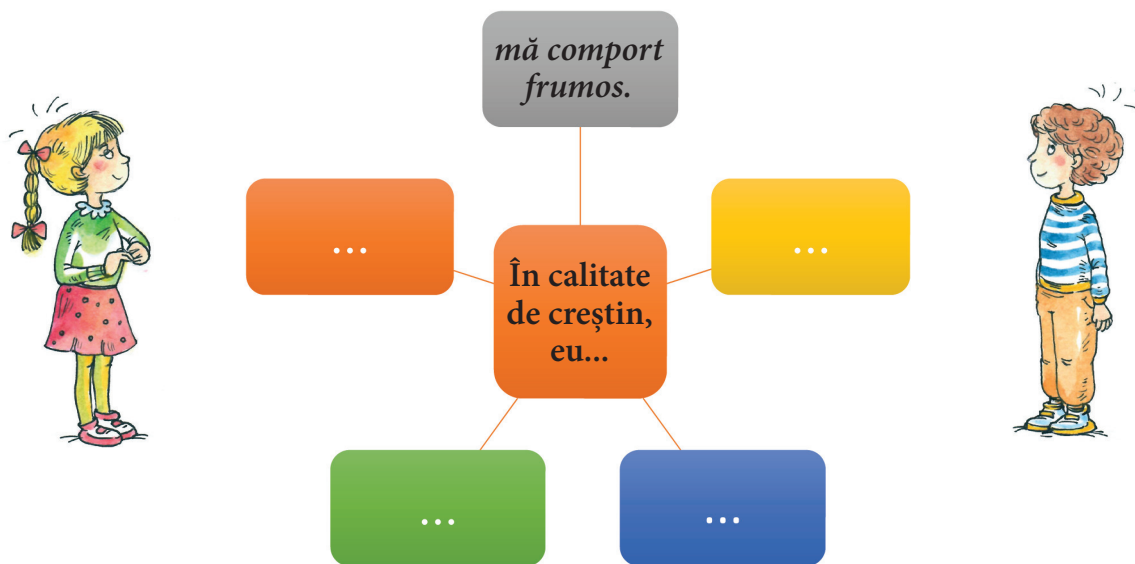 mă comport
frumos.
...
...
În calitate
de creștin,
eu...
...
...